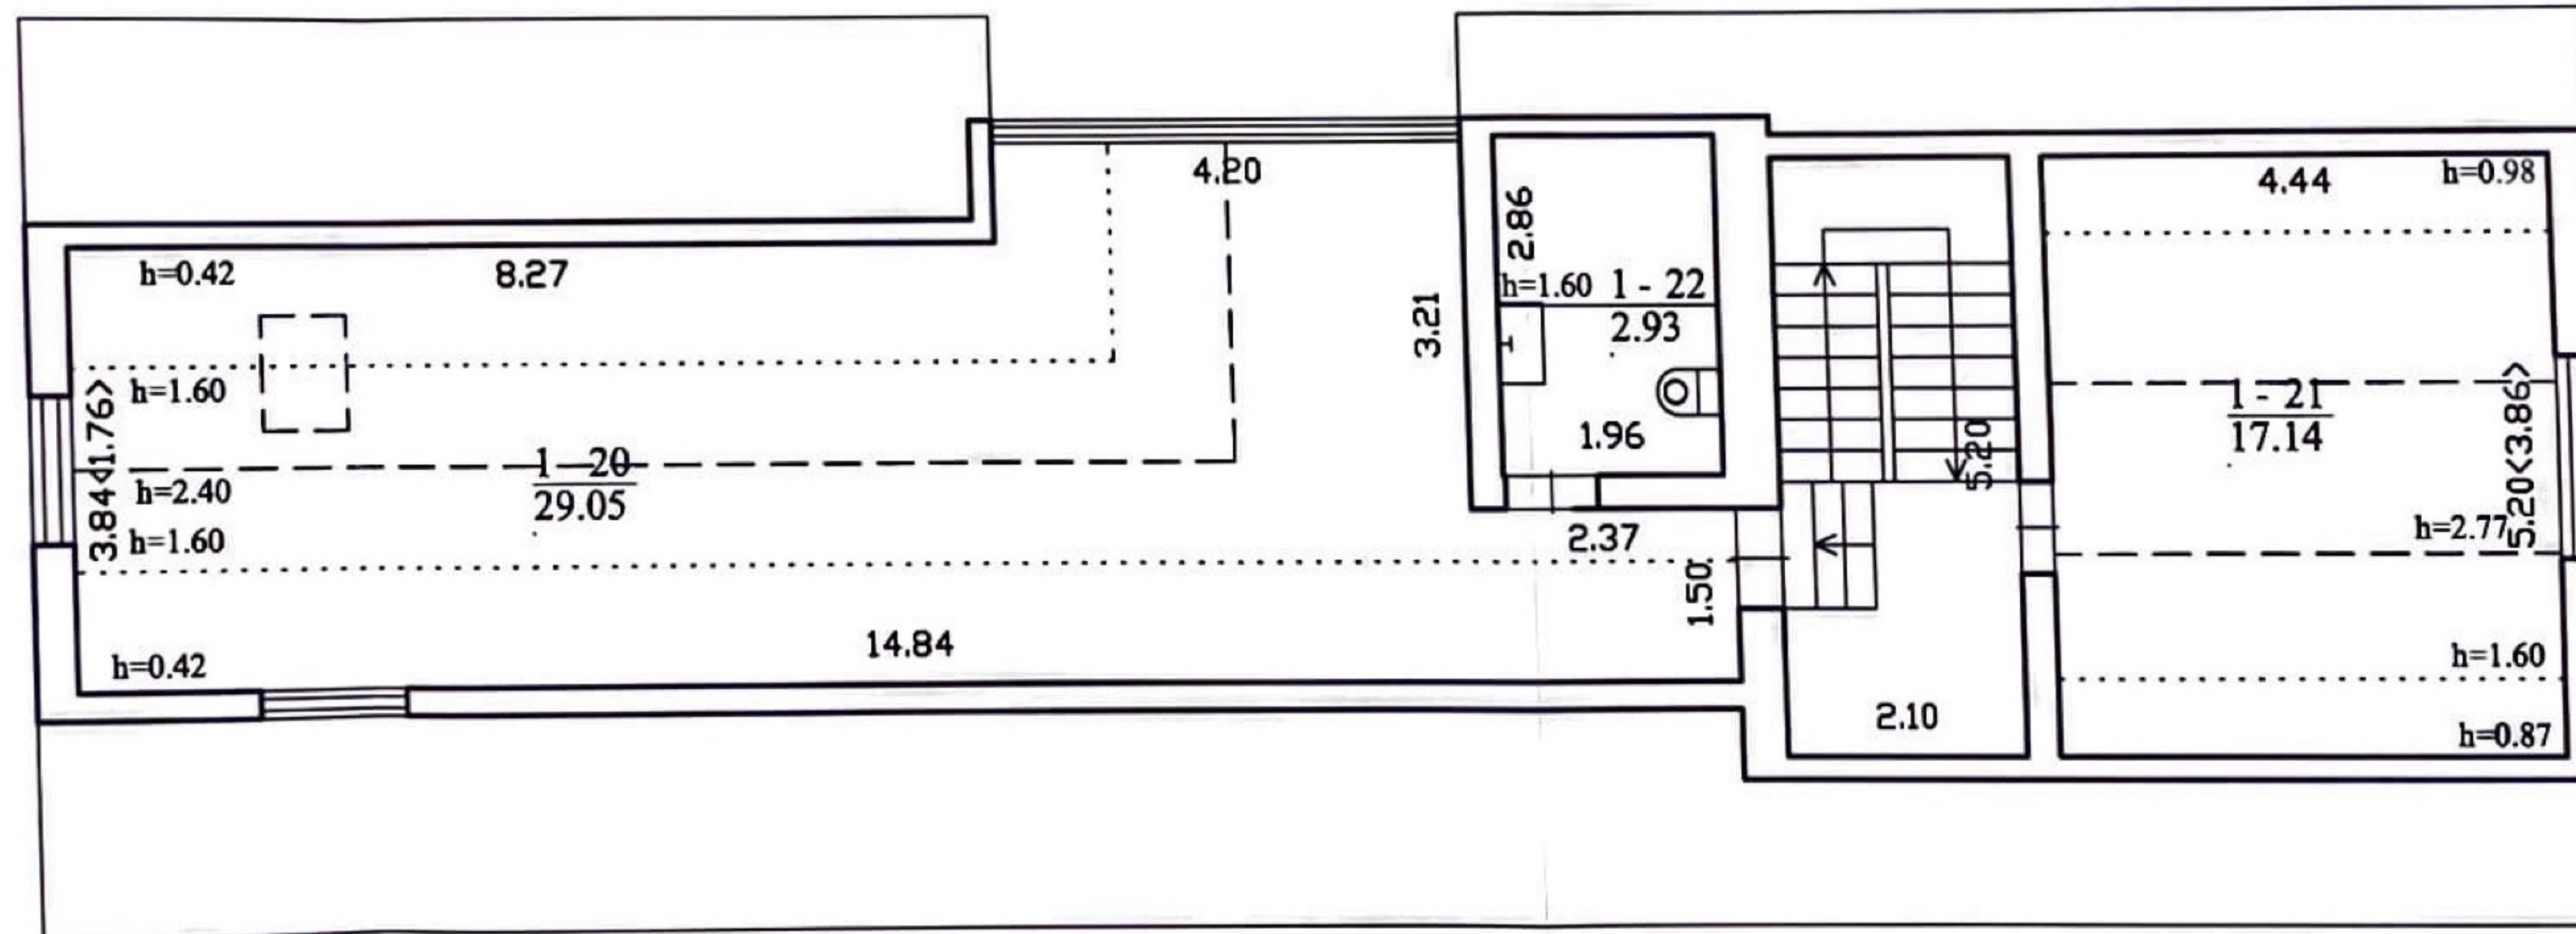 4.20
4.44
h=0.98
2.86
h=0.42
8.27
h=1.60
1 - 22
2.93
3.21
h=1.60
3.84<1.76>
1-20
29.05
h=2.40
h=1.60
1.96
5.20
1 - 21
17.14
5.20<3.86>
h=2.77
2.37
1.50
14.84
h=0.42
h=1.60
2.10
h=0.87